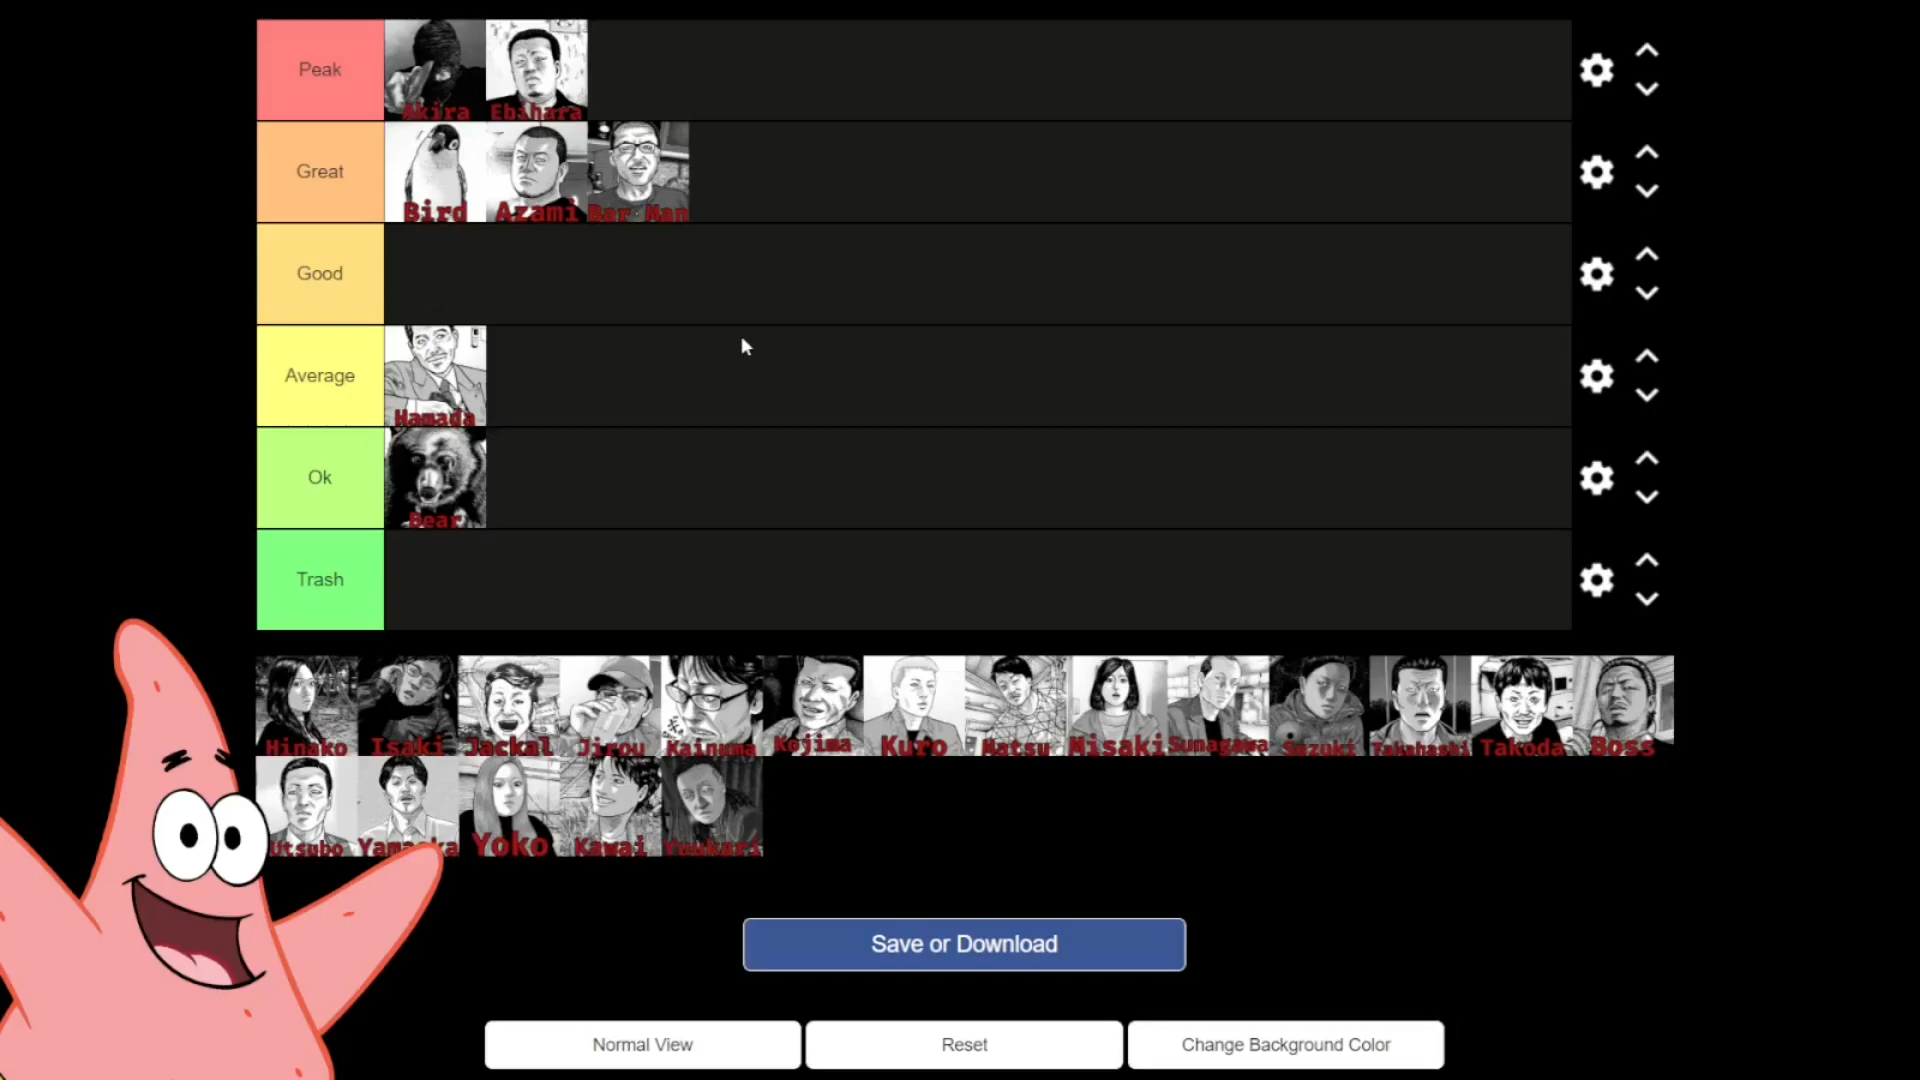 Peak
Akira Ebihara
Great
Bird Azami Bar Man
Good
Average
Hamada
Ok
Bear
Trash
Hinako Isaki Jackal Jirou Kainuma Kojima Kuro Matsu Misaki Sunagawa Suzuki Takahashi Takoda Boss
Utsubo Yoko Kawai Yuukari
Save or Download
Normal View Reset Change Background Color